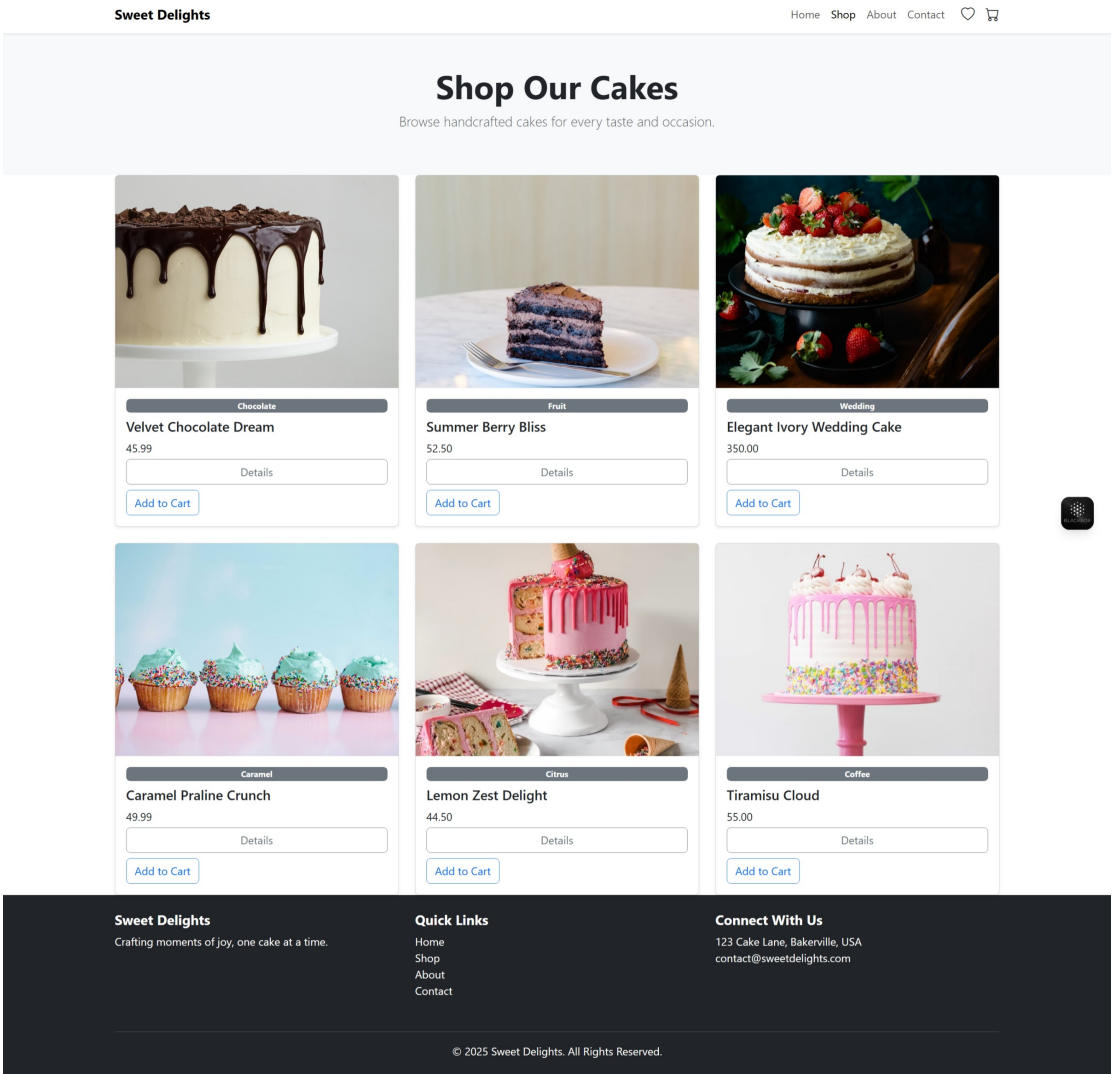 Sweet Delights
Home Shop About Contact
Shop Our Cakes
Browse handcrafted cakes for every taste and occasion.
Chocolate
Velvet Chocolate Dream
45.99
Details
Add to Cart
Fruit
Summer Berry Bliss
52.50
Details
Add to Cart
Wedding
Elegant Ivory Wedding Cake
350.00
Details
Add to Cart
BLACKBOX
Caramel
Caramel Praline Crunch
49.99
Details
Add to Cart
Citrus
Lemon Zest Delight
44.50
Details
Add to Cart
Coffee
Tiramisu Cloud
55.00
Details
Add to Cart
Sweet Delights
Crafting moments of joy, one cake at a time.
Quick Links
Home
Shop
About
Contact
Connect With Us
123 Cake Lane, Bakerville, USA
contact@sweetdelights.com
© 2025 Sweet Delights. All Rights Reserved.